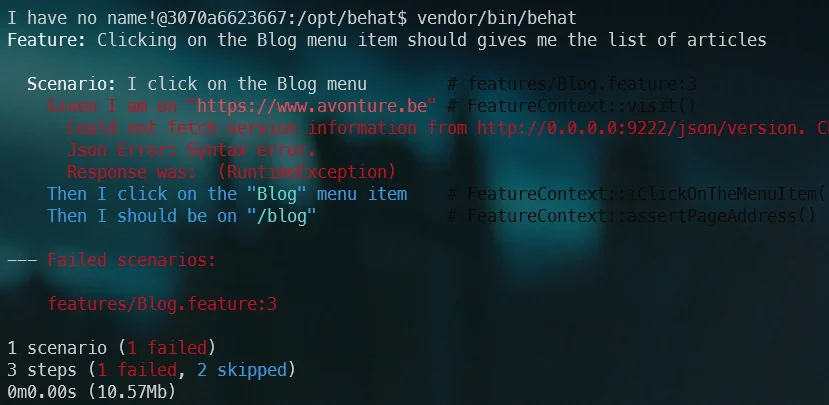 I have no name!@3070a6623667:/opt/behat$ vendor/bin/behat
Feature: Clicking on the Blog menu item should gives me the list of articles
Scenario: I click on the Blog menu # features/Blog.feature:3
Given I am on "https://www.avonture.be" # FeatureContext::visit()
Could not fetch version information from http://0.0.0.0:9222/json/version.
Json Error: Syntax error.
Response was: (RuntimeException)
Then I click on the "Blog" menu item # FeatureContext::iClickOnTheMenuItem(
Then I should be on "/blog" # FeatureContext::assertPageAddress()
--- Failed scenarios:
features/Blog.feature:3
1 scenario (1 failed)
3 steps (1 failed, 2 skipped)
0m0.00s (10.57Mb)